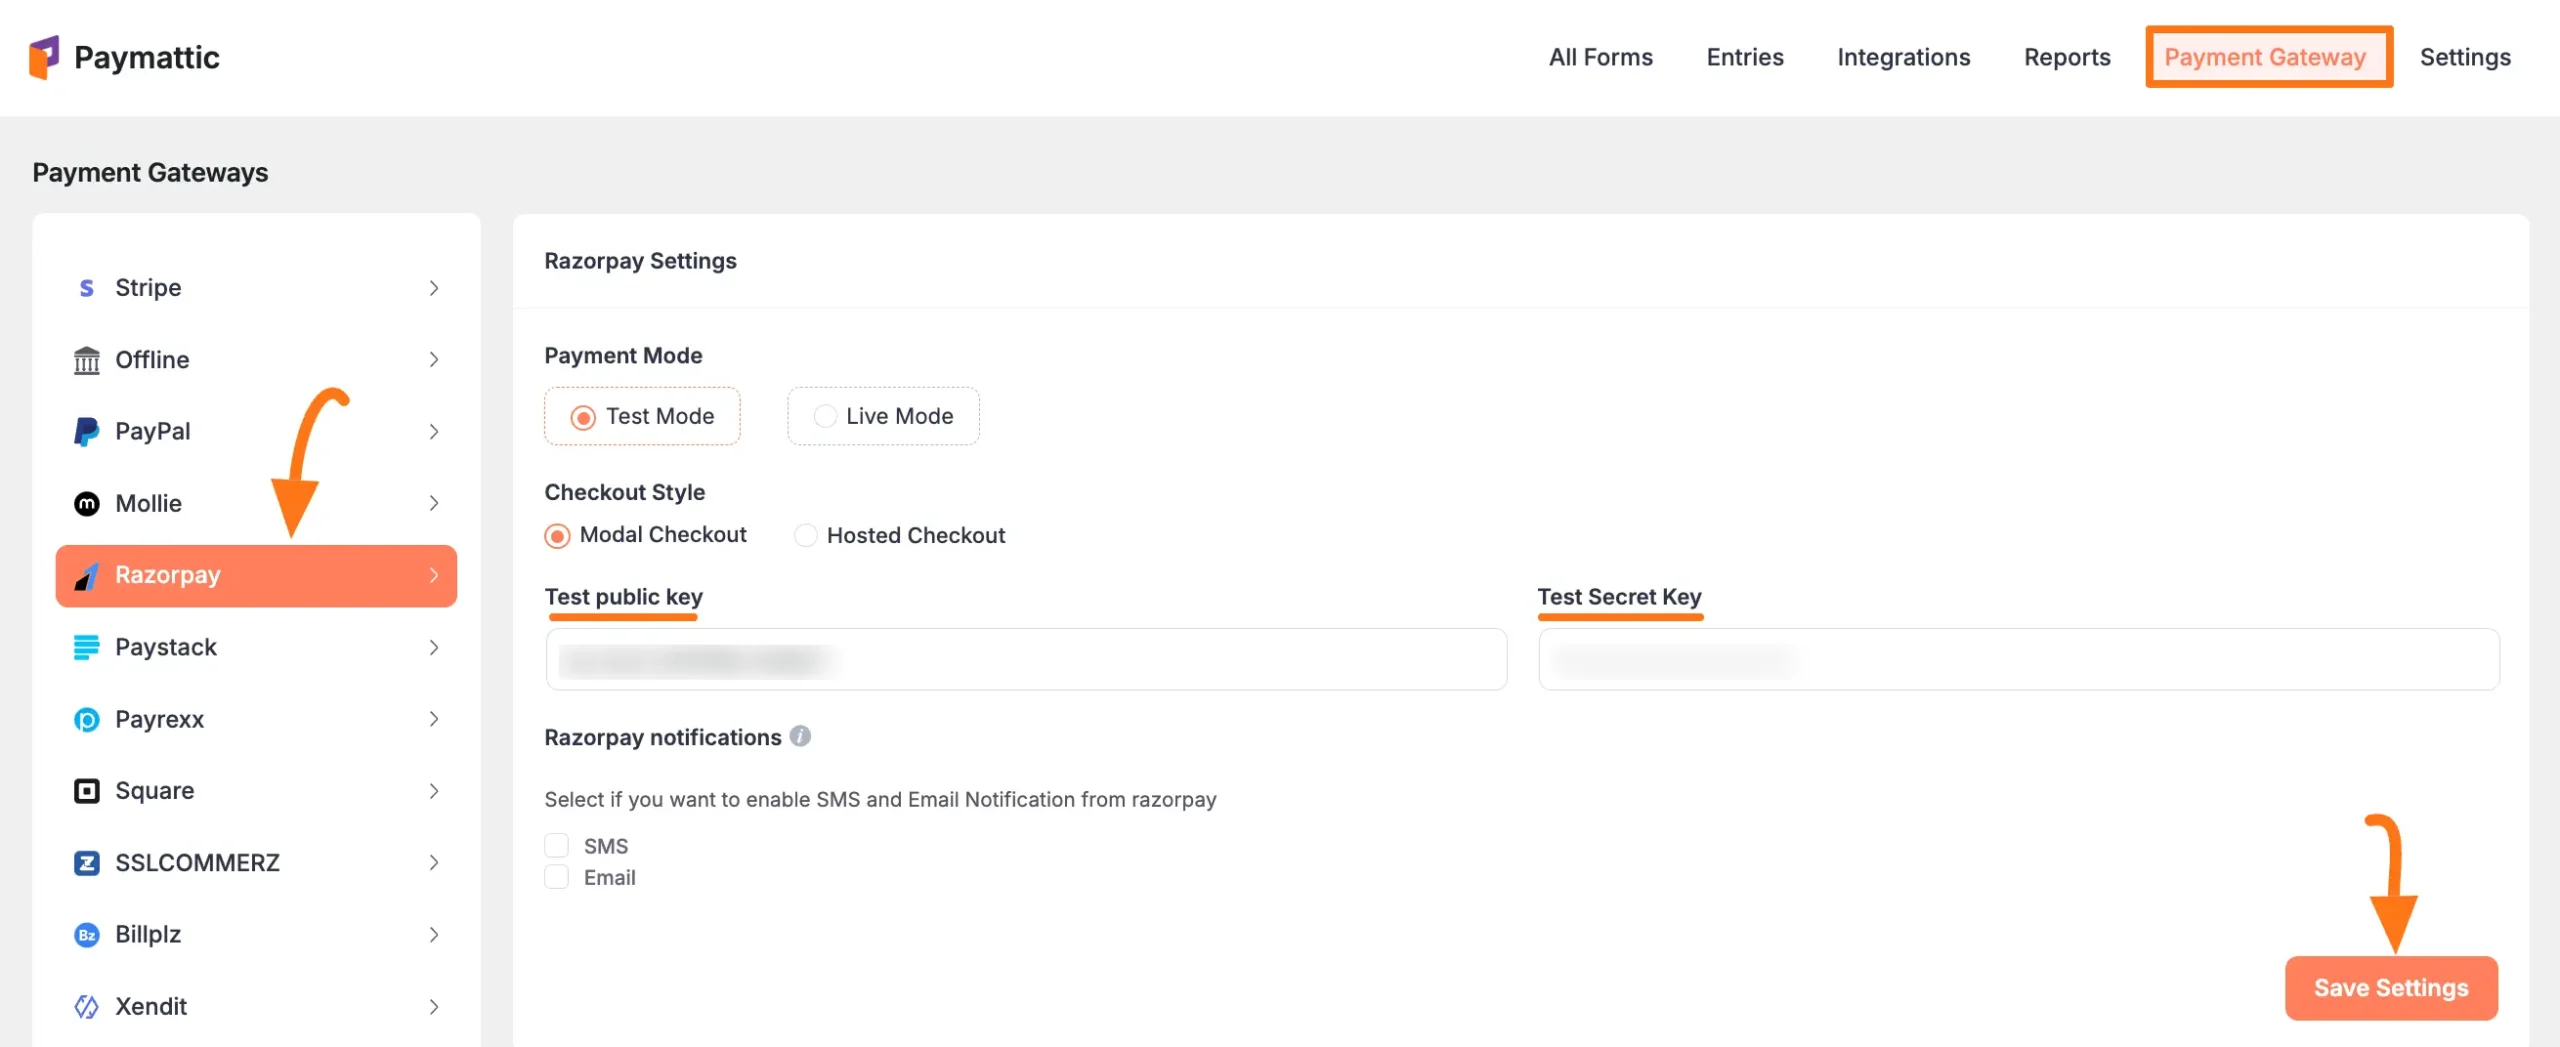 Paymattic
All Forms
Entries
Integrations
Reports
Payment Gateway
Settings
Payment Gateways
Stripe
Offline
PayPal
Mollie
Razorpay
Paystack
Payrexx
Square
SSLCOMMERZ
Billplz
Xendit
Razorpay Settings
Payment Mode
Test Mode
Live Mode
Checkout Style
Modal Checkout
Hosted Checkout
Test public key
Test Secret Key
Razorpay notifications
Select if you want to enable SMS and Email Notification from razorpay
SMS
Email
Save Settings